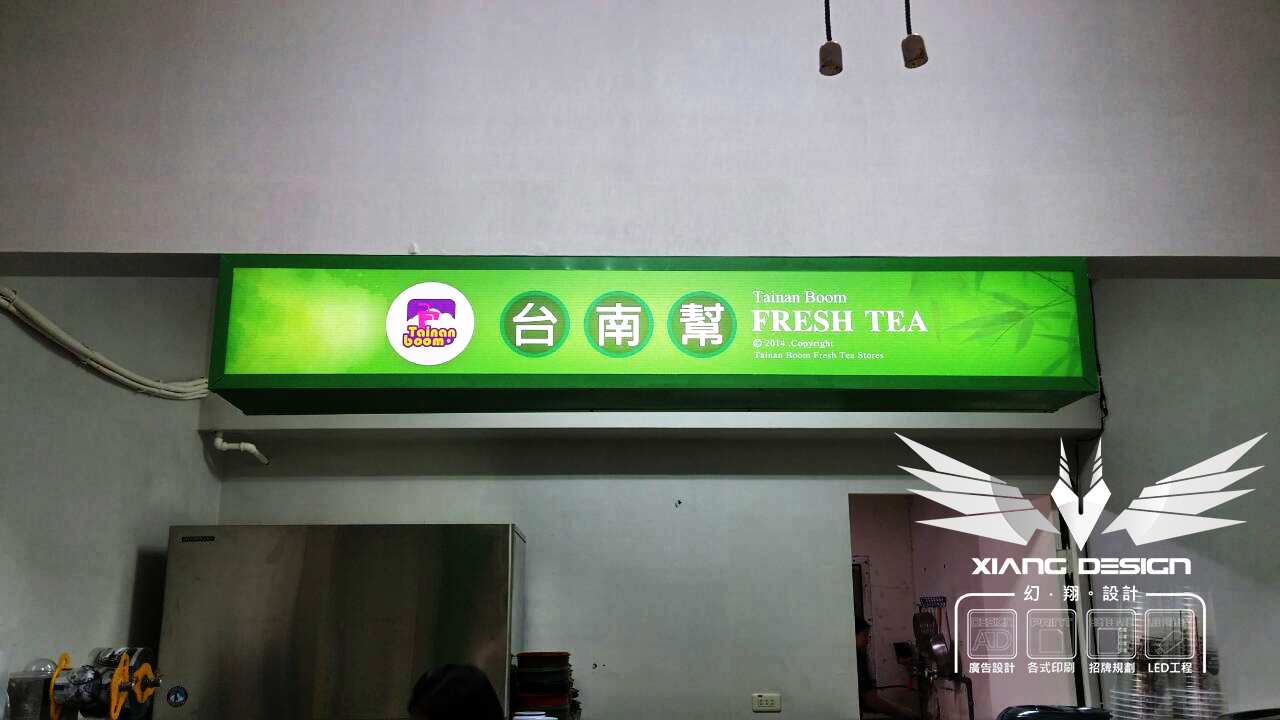 Tainan
boom
台南幫
Tainan Boom
FRESH TEA
© 2014 .Copyright
Tainan Boom Fresh Tea Stores
XIANG DESIGN
幻.翔。設計
DESIGN PRINT
AD
廣告設計 各式印刷 招牌規劃 LED工程